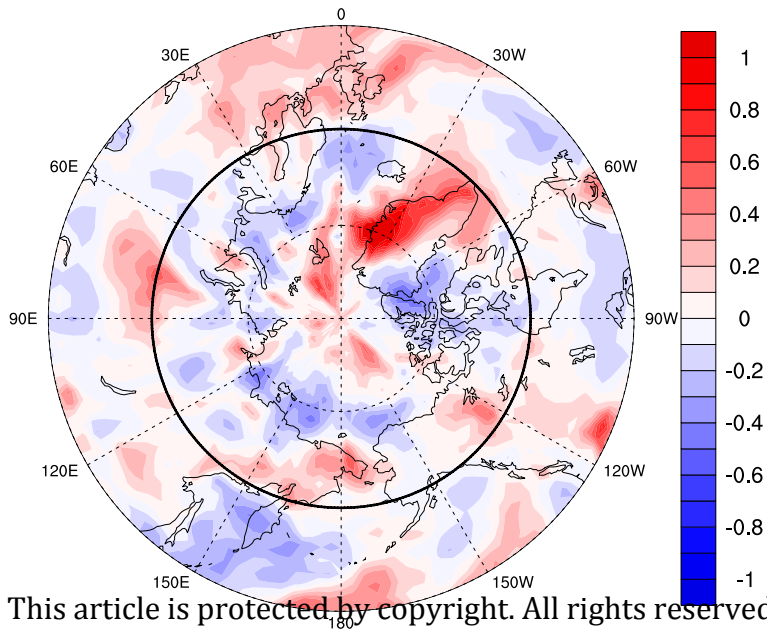 0
30E
30W
60E
60W
90E
90W
120E
120W
150E
150W
180
1
0.8
0.6
0.4
0.2
0
-0.2
-0.4
-0.6
-0.8
-1
This article is protected by copyright. All rights reserved